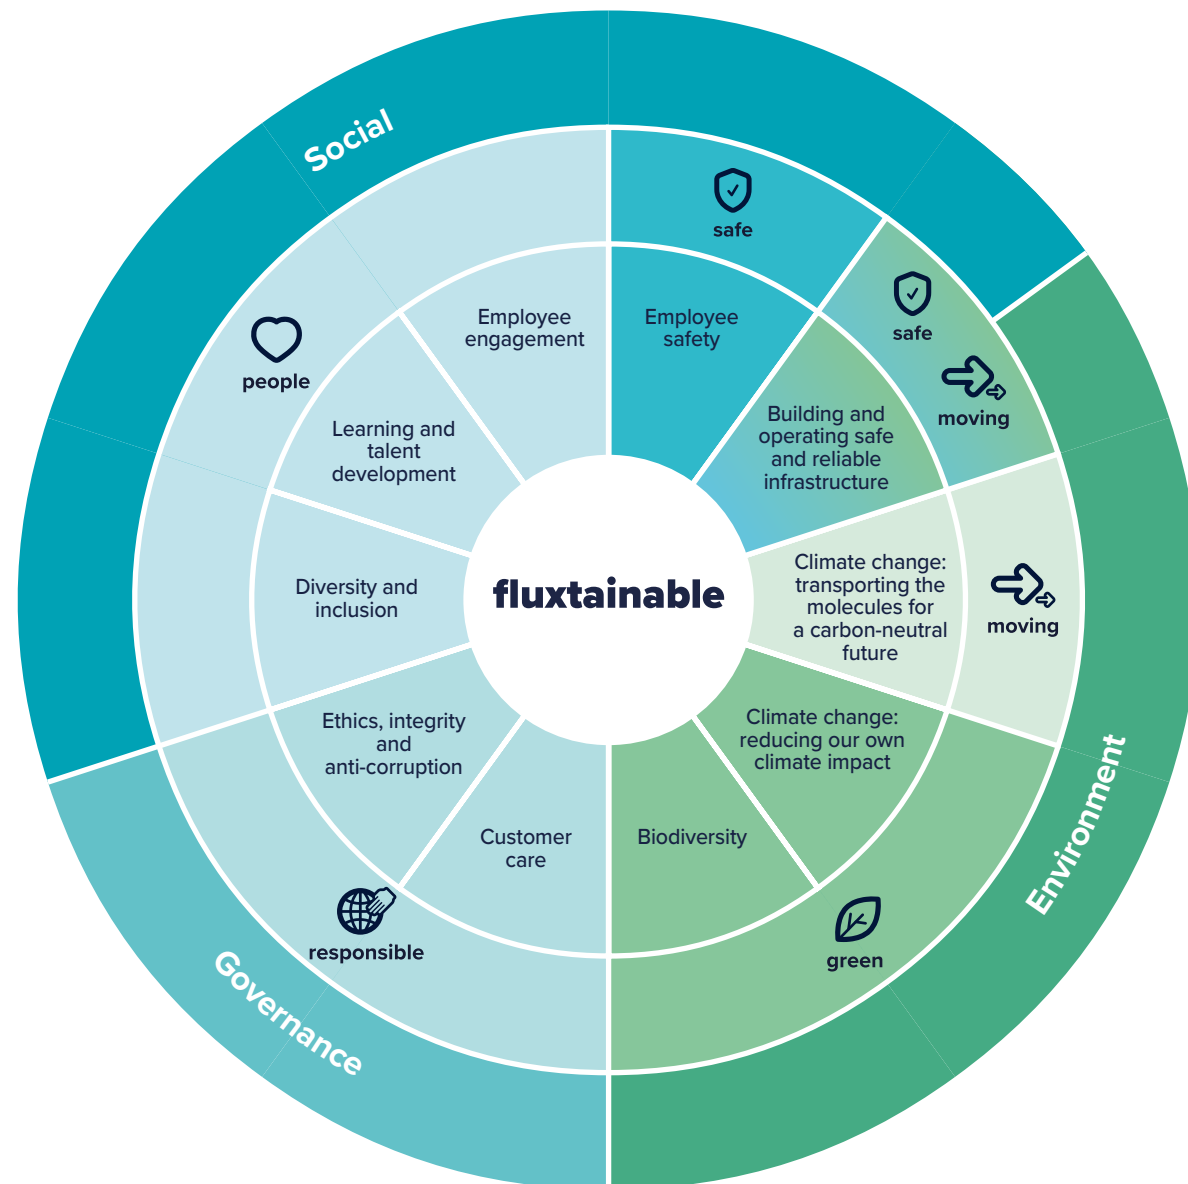 Social
safe
safe
moving
people
Employee
engagement
Employee
safety
Learning and
talent
development
Building and
operating safe
and reliable
infrastructure
Diversity and
inclusion
fluxtainable
Climate change:
transporting the
molecules for
a carbon-neutral
future
moving
Ethics, integrity
and
anti-corruption
Climate change:
reducing our own
climate impact
Customer
care
Biodiversity
Environment
responsible
green
Governance